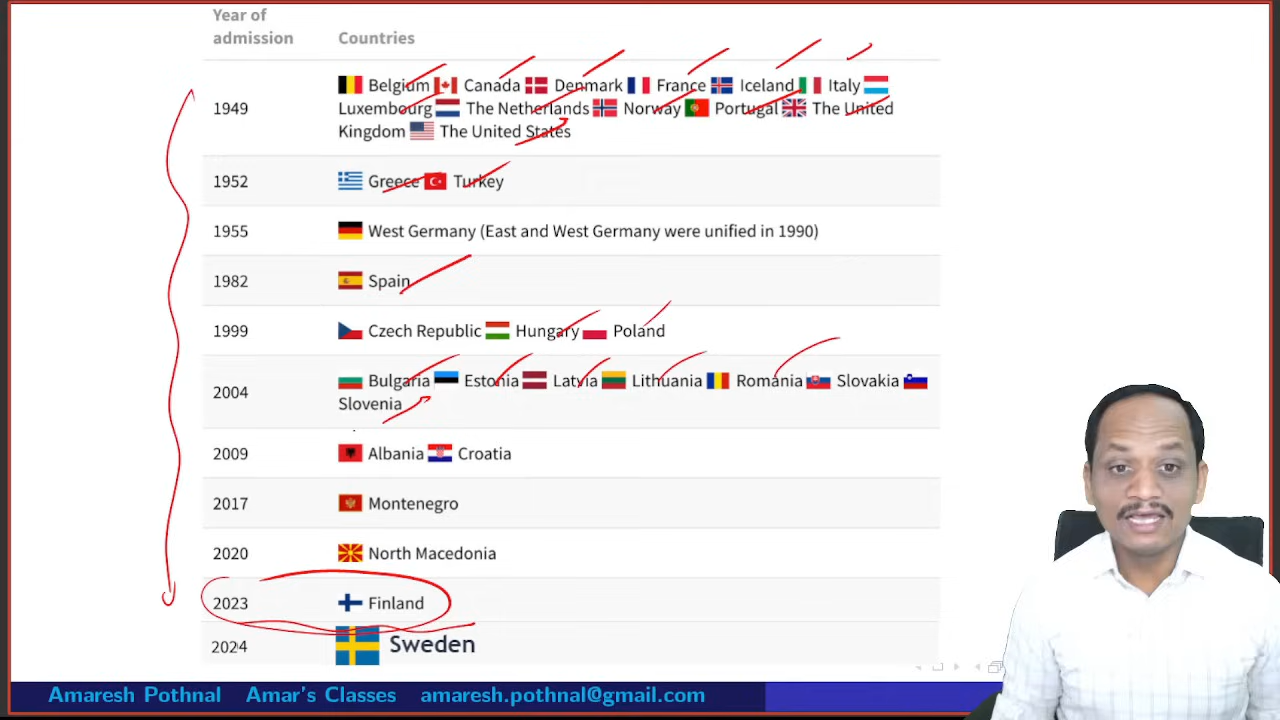 Year of
admission Countries
1949 Belgium Canada Denmark France Iceland Italy
Luxembourg The Netherlands Norway Portugal The United
Kingdom The United States
1952 Greece Turkey
1955 West Germany (East and West Germany were unified in 1990)
1982 Spain
1999 Czech Republic Hungary Poland
2004 Bulgaria Estonia Latvia Lithuania Romania Slovakia
Slovenia
2009 Albania Croatia
2017 Montenegro
2020 North Macedonia
2023 Finland
2024 Sweden
Amaresh Pothnal Amar's Classes amaresh.pothnal@gmail.com